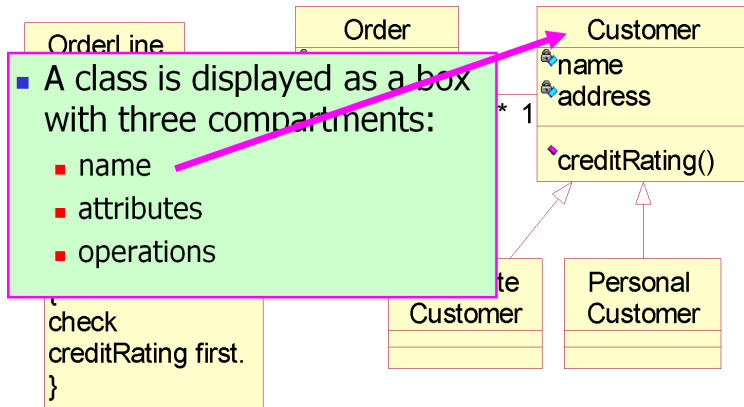 OrderLine
Order
Customer
name
address
creditRating()
* 1
A class is displayed as a box
with three compartments:
name
attributes
operations
Customer
Personal
Customer
{
check
creditRating first.
}